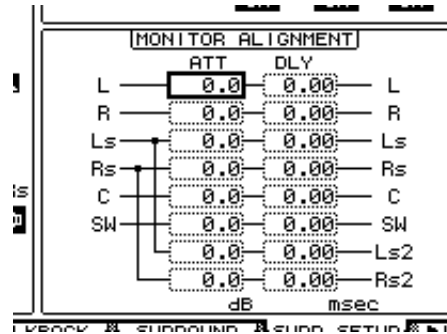 MONITOR ALIGNMENT
ATT DLY
L 0.0 0.00 L
R 0.0 0.00 R
Ls 0.0 0.00 Ls
Rs 0.0 0.00 Rs
C 0.0 0.00 C
SW 0.0 0.00 SW
0.0 0.00 Ls2
0.0 0.00 Rs2
dB msec
SURROUND SURR SETUP